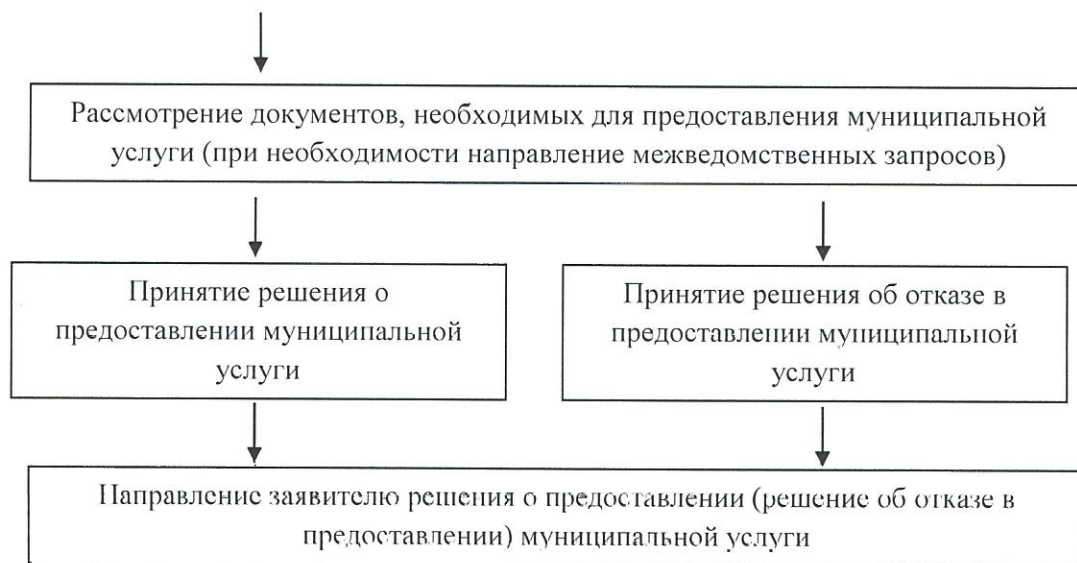 Рассмотрение документов, необходимых для предоставления муниципальной
услуги (при необходимости направление межведомственных запросов)
Принятие решения о
предоставлении муниципальной
услуги
Принятие решения об отказе в
предоставлении муниципальной
услуги
Направление заявителю решения о предоставлении (решение об отказе в
предоставлении) муниципальной услуги